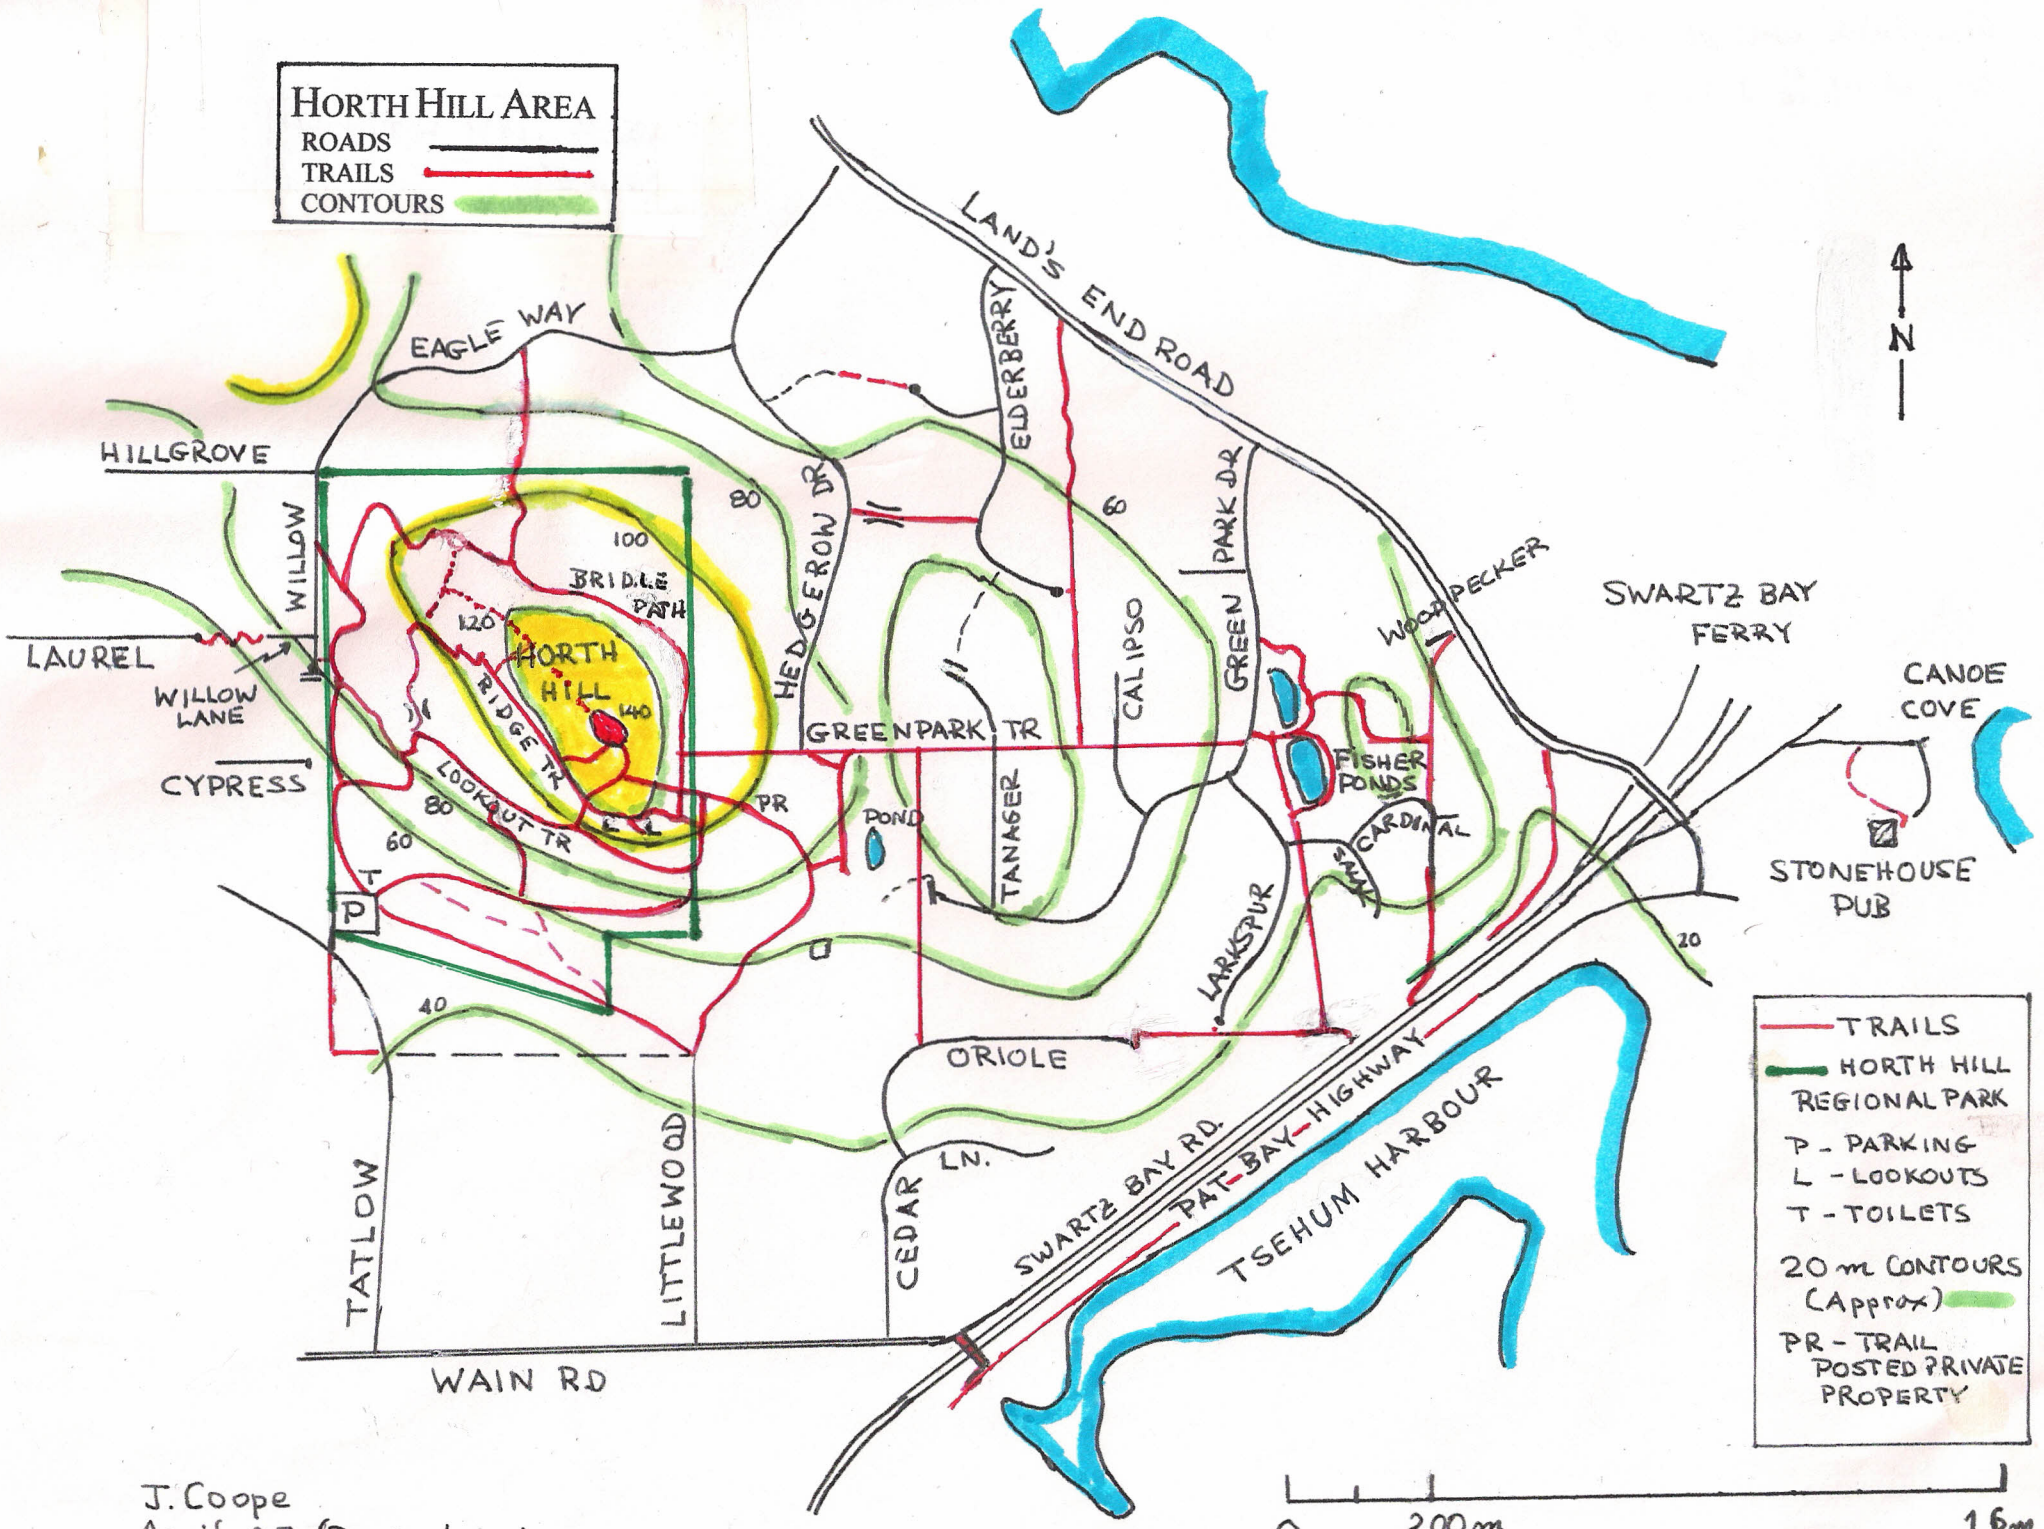 HORTH HILL AREA
ROADS
TRAILS
CONTOURS
LAND'S END ROAD
EAGLE WAY
ELDERBERRY
HILLGROVE
WILLOW
HEDGEROW DR
80
60
PARK DR
GREEN
100
BRIDLE
PATH
120
HORTH
HILL
140
RIDGE TR
LAUREL
WILLOW
LANE
CYPRESS
GREENPARK TR
CALIPSO
WOODPECKER
SWARTZ BAY
FERRY
CANOE
COVE
STONEHOUSE
PUB
FISHER
PONDS
CARDINAL
LOOKOUT TR
80
60
L L
PR
POND
TANAGER
LARKSPUR
T
P
40
20
ORIOLE
LN.
CEDAR
TATLOW
LITTLEWOOD
WAIN RD
SWARTZ BAY RD.
PAT BAY HIGHWAY
TSEHUM HARBOUR
N
TRAILS
HORTH HILL
REGIONAL PARK
P - PARKING
L - LOOKOUTS
T - TOILETS
20 m CONTOURS
(Approx)
PR - TRAIL
POSTED PRIVATE
PROPERTY
J. Coope
200m